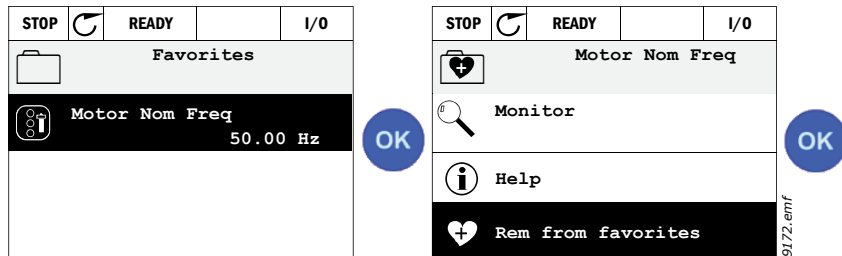 STOP READY I/O
Favorites
Motor Nom Freq
50.00 Hz
OK
STOP READY I/O
Motor Nom Freq
Monitor
Help
Rem from favorites
OK
9172.emf